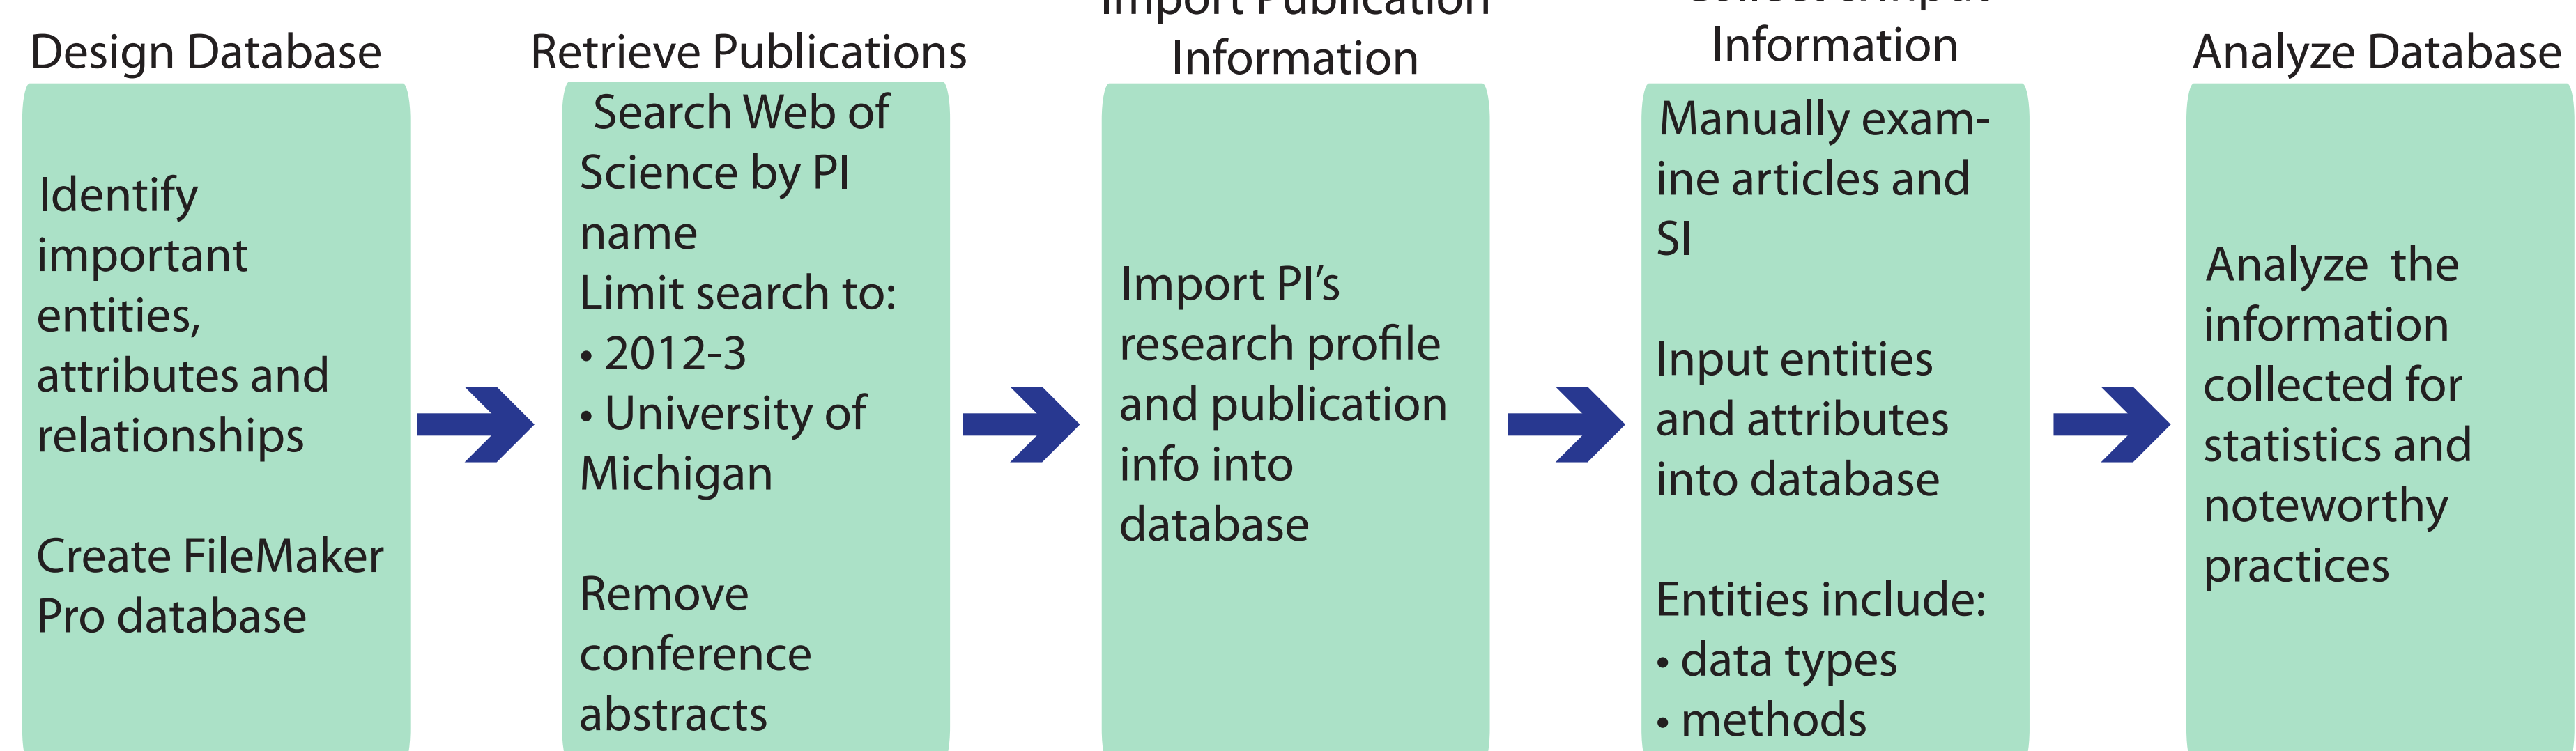 Design Database
Identify
important
entities,
attributes and
relationships
Create FileMaker
Pro database
Retrieve Publications
Search Web of
Science by PI
name
Limit search to:
• 2012-3
• University of
Michigan
Remove
conference
abstracts
Import Publication
Information
Import PI’s
research profile
and publication
info into
database
Information
Manually exam-
ine articles and
SI
Input entities
and attributes
into database
Entities include:
• data types
• methods
Analyze Database
Analyze the
information
collected for
statistics and
noteworthy
practices